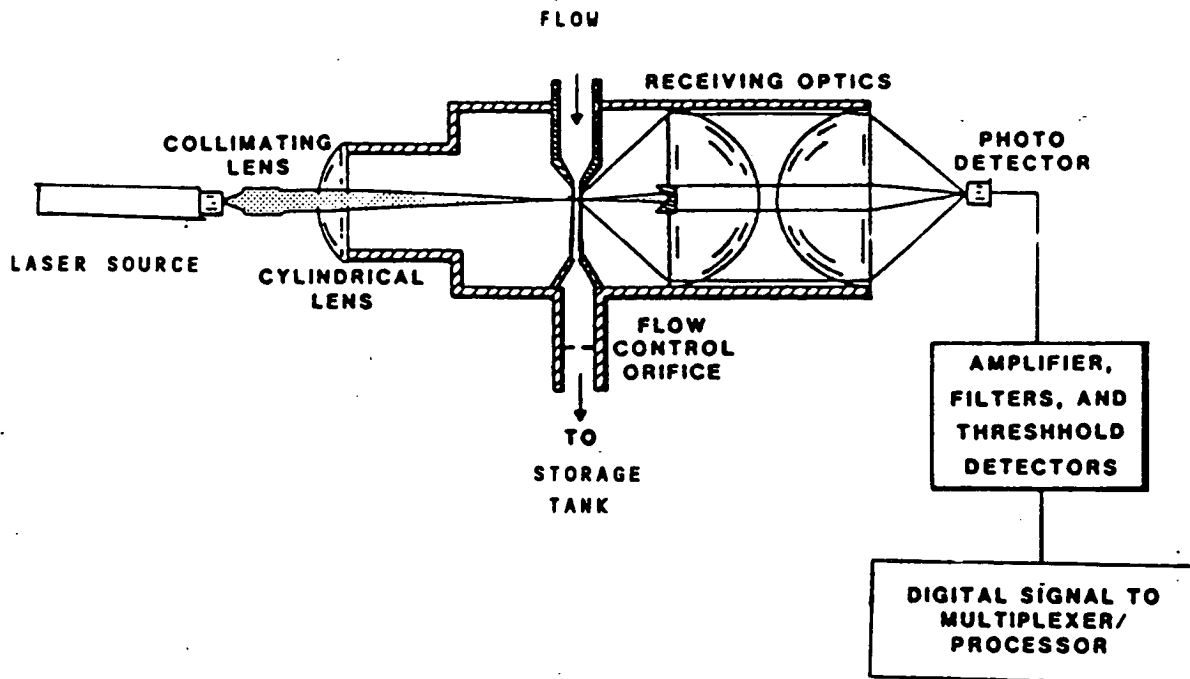 FLOW
RECEIVING OPTICS
COLLIMATING
LENS
PHOTO
DETECTOR
LASER SOURCE
CYLINDRICAL
LENS
FLOW
CONTROL
ORIFICE
TO
STORAGE
TANK
AMPLIFIER,
FILTERS, AND
THRESHHOLD
DETECTORS
DIGITAL SIGNAL TO
MULTIPLEXER/
PROCESSOR